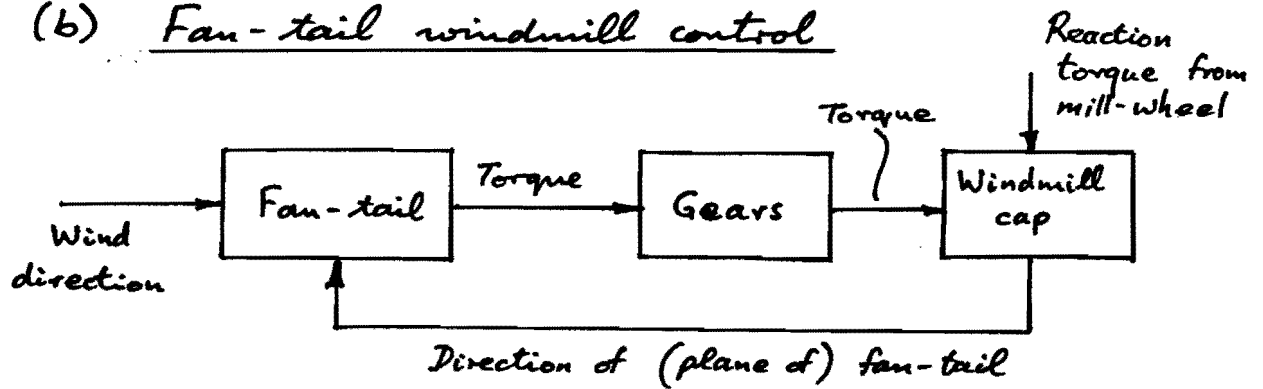 (b) Fan-tail windmill control
Reaction
torque from
mill-wheel
Torque
Wind
direction
Fan-tail
Torque
Gears
Windmill
cap
Direction of (plane of) fan-tail